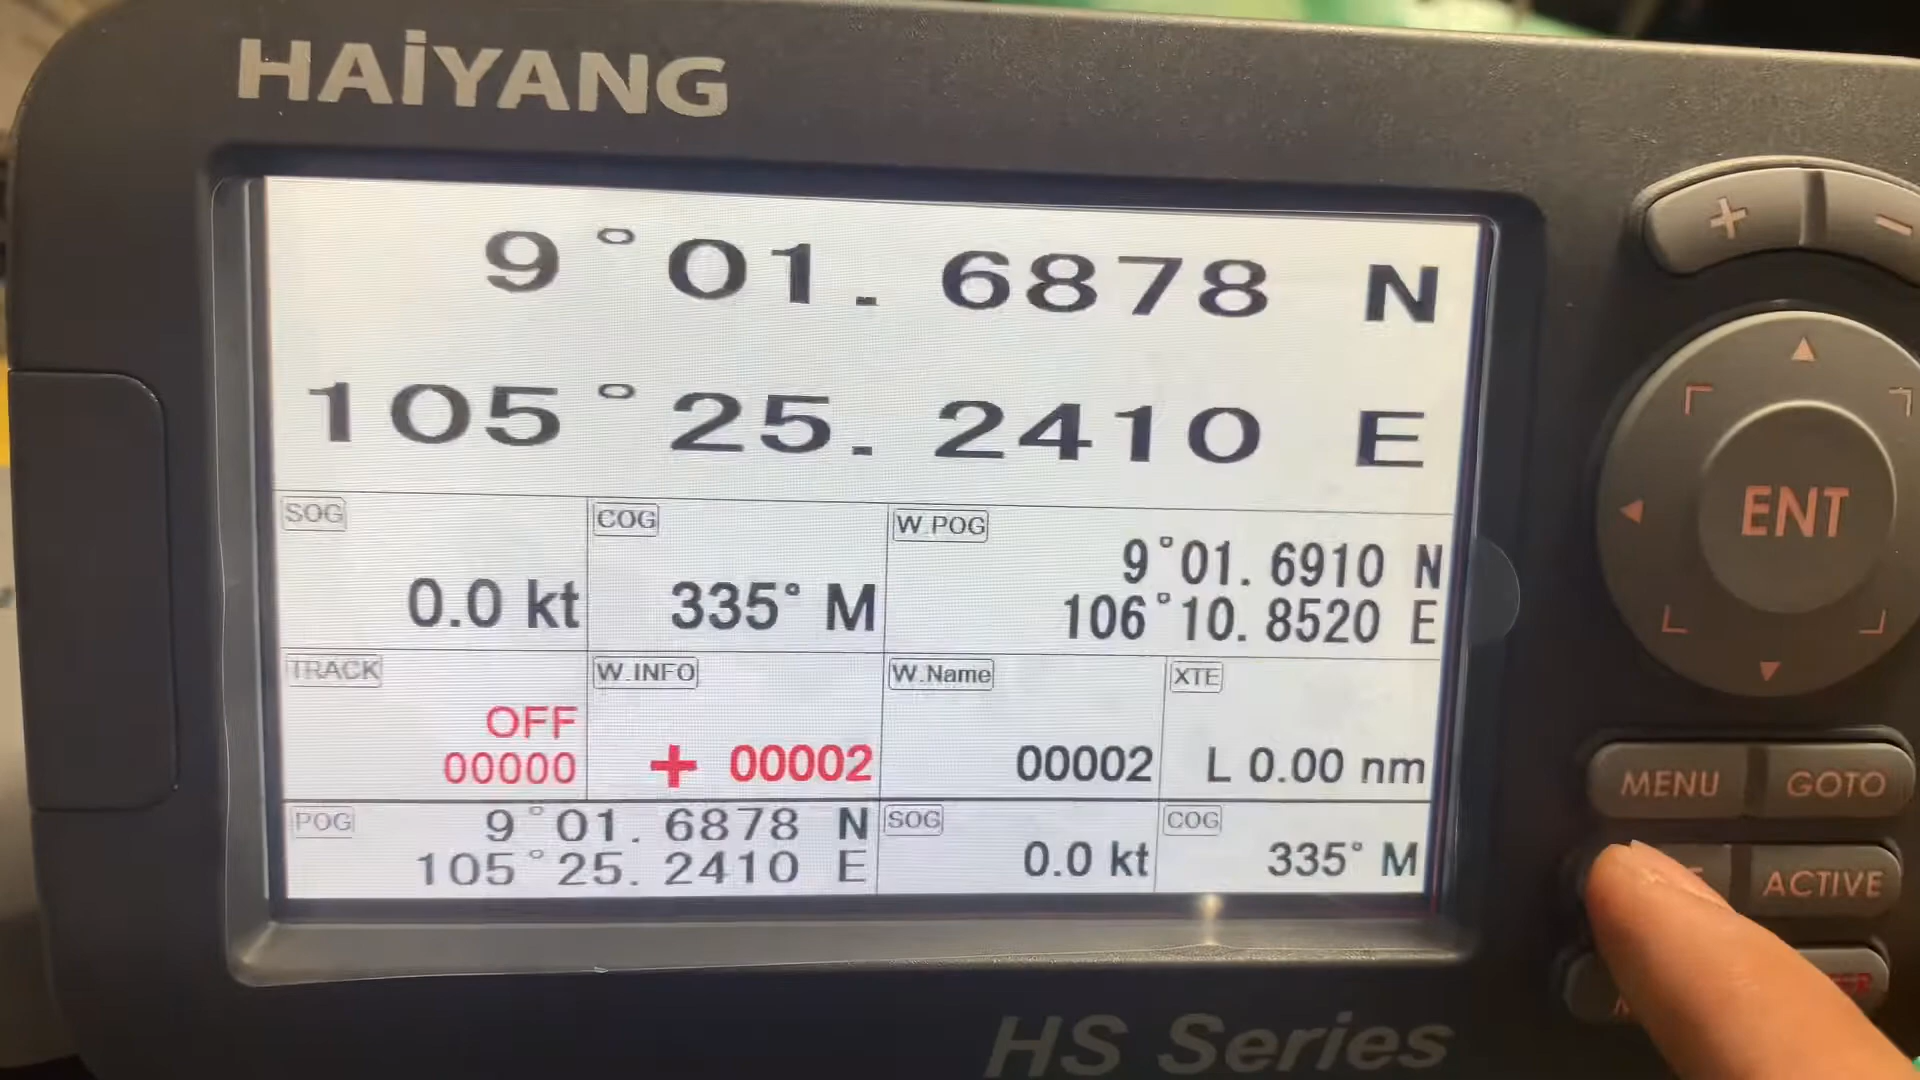 HAİYANG
9°01.6878 N
105°25.2410 E
SOG
0.0 kt
COG
335° M
W.POG
9°01.6910 N
106°10.8520 E
TRACK
OFF
00000
W.INFO
+ 00002
W.Name
00002
XTE
L 0.00 nm
POG
9°01.6878 N
105°25.2410 E
SOG
0.0 kt
COG
335° M
HS Series
+
-
ENT
MENU
GOTO
ACTIVE